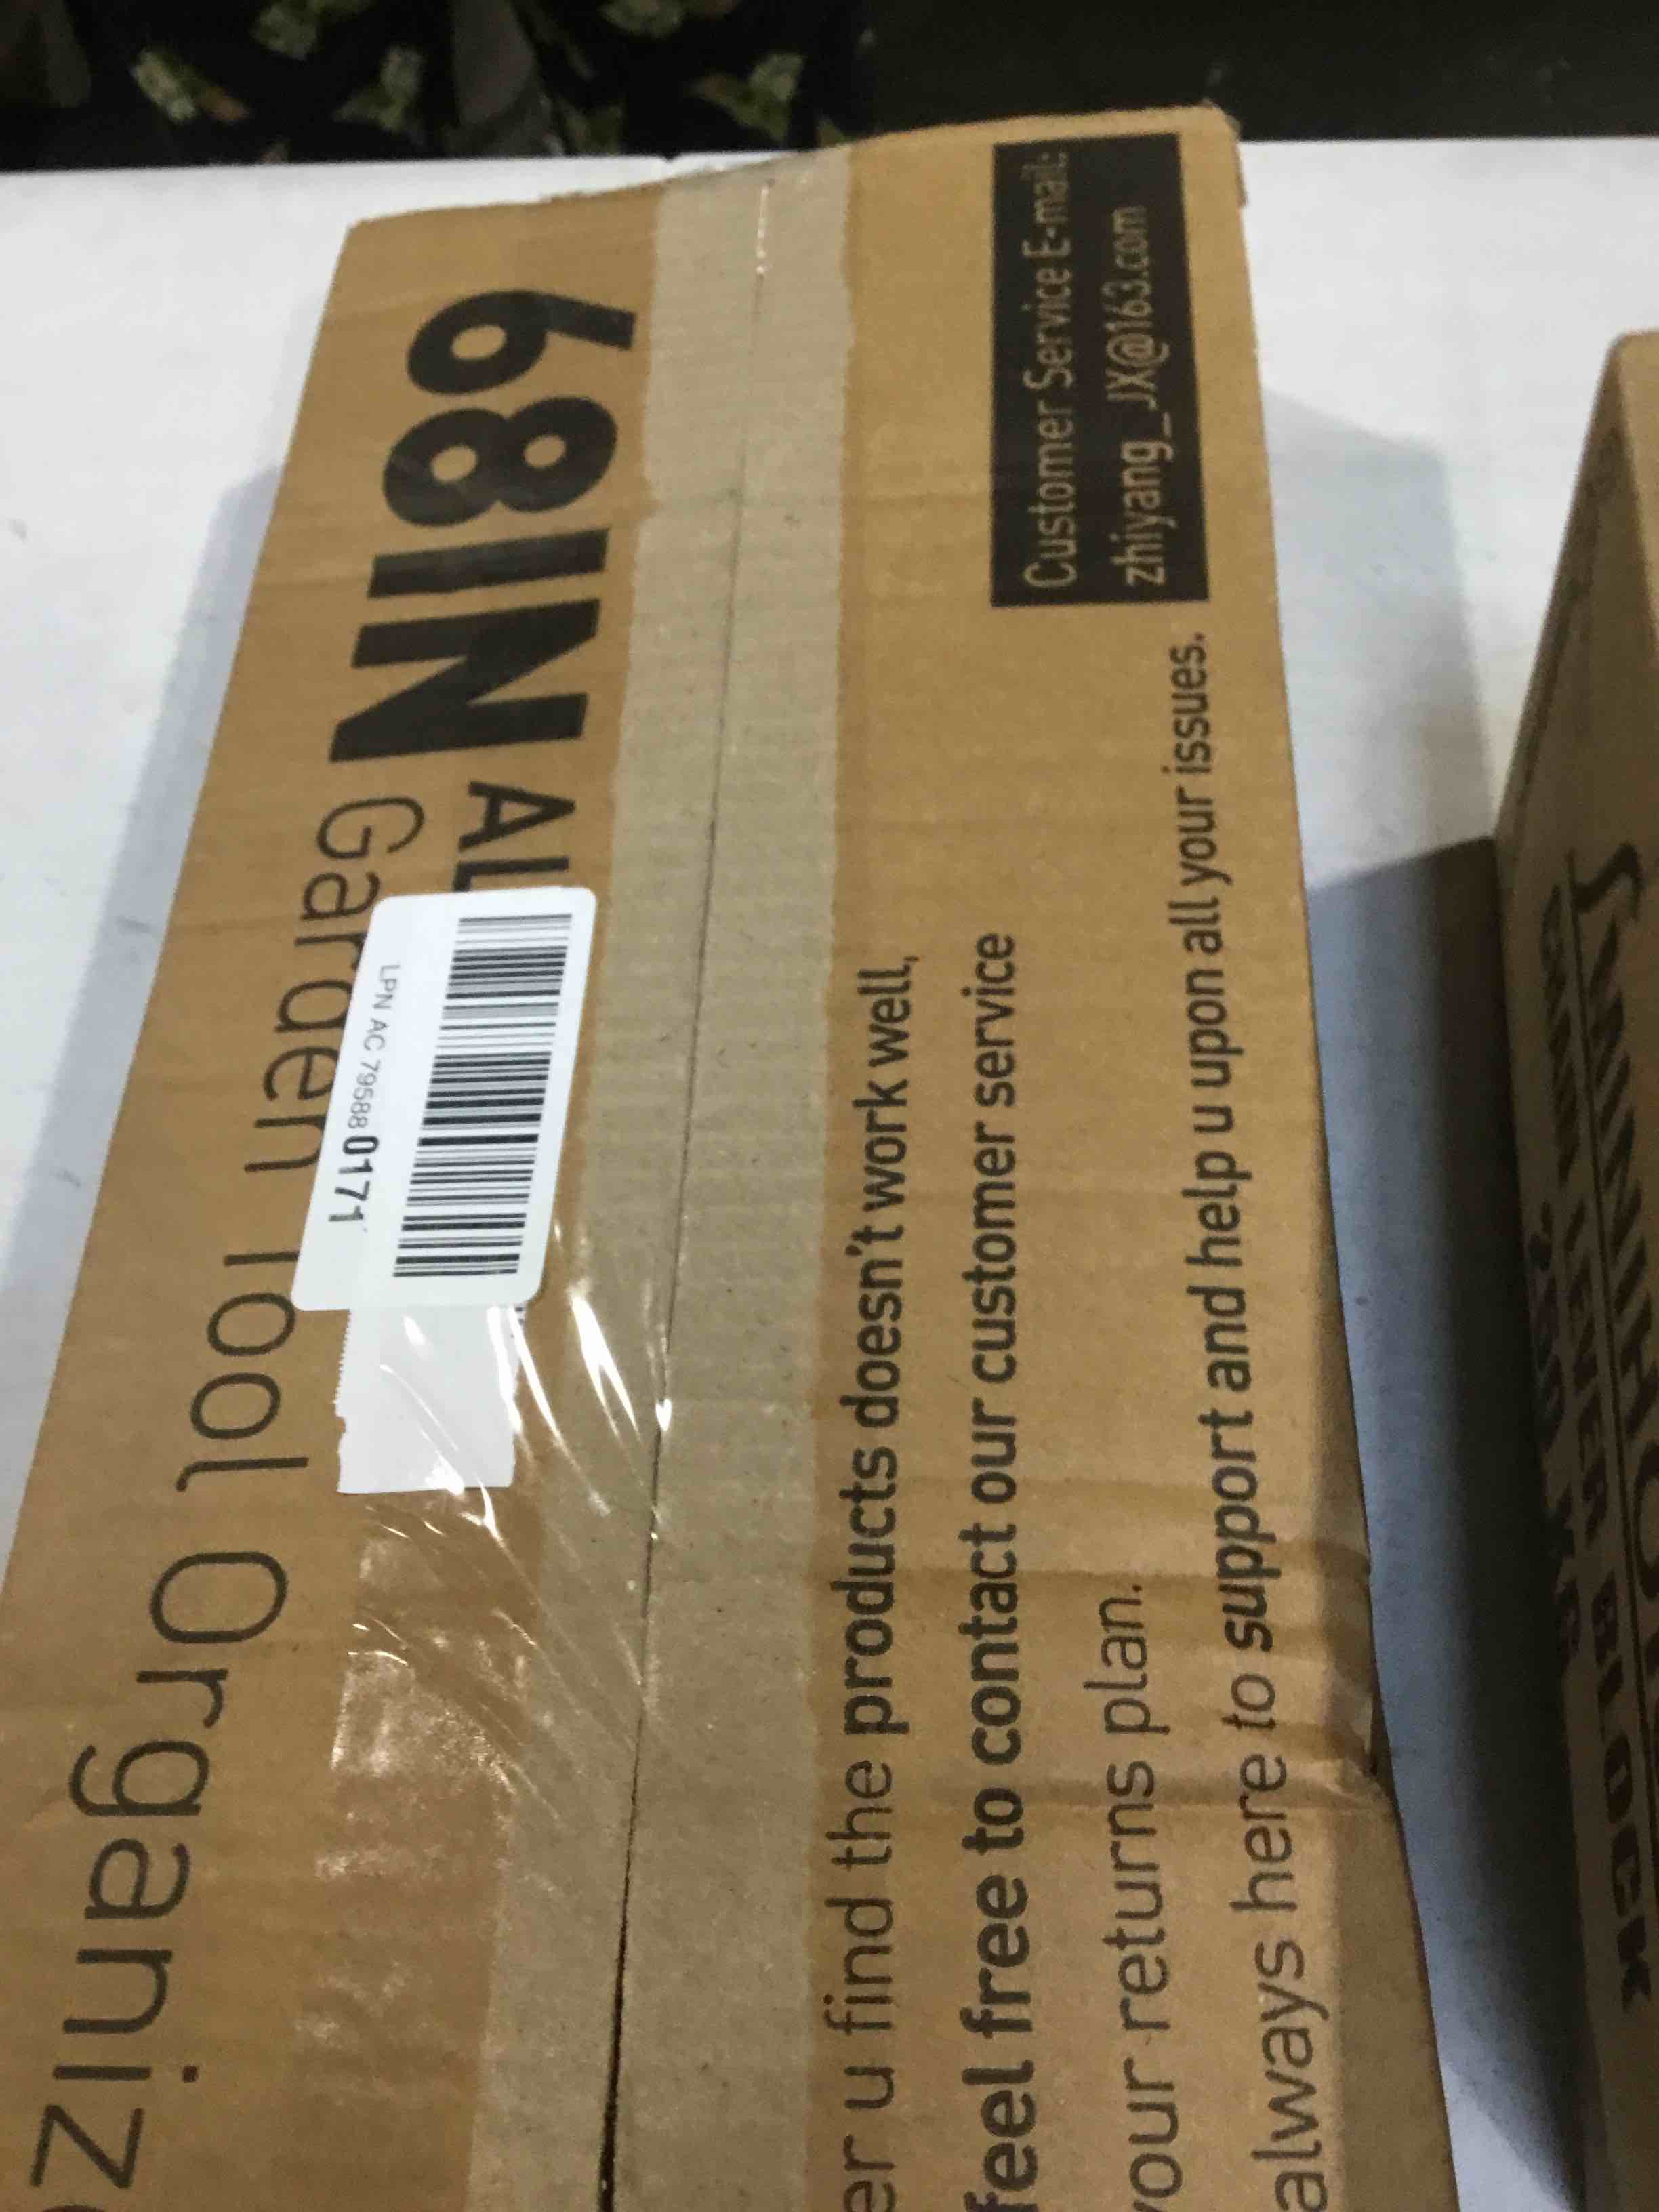 68IN AL
Garden Tool Organiz
LPN AC 795880171
er u find the products doesn't work well,
feel free to contact our customer service
your returns plan.
always here to support and help u upon all your issues.
Customer Service E-mail:
zhiyang_JX@163.com
BLOCK